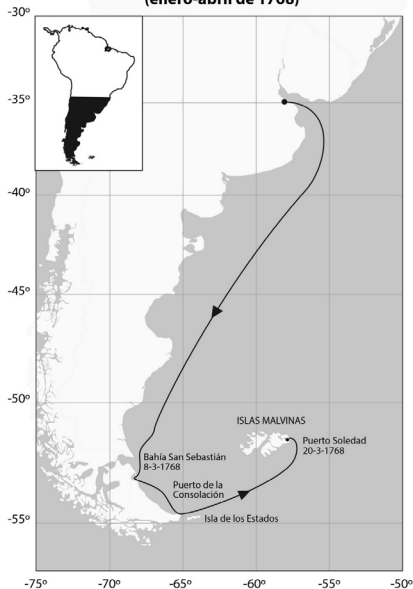 (enero-abril de 1768)
-30º
-35º
-40º
-45º
-50º
ISLAS MALVINAS
Puerto Soledad
20-3-1768
Bahía San Sebastián
8-3-1768
Puerto de la
Consolación
Isla de los Estados
-55º
-75º
-70º
-65º
-60º
-55º
-50º